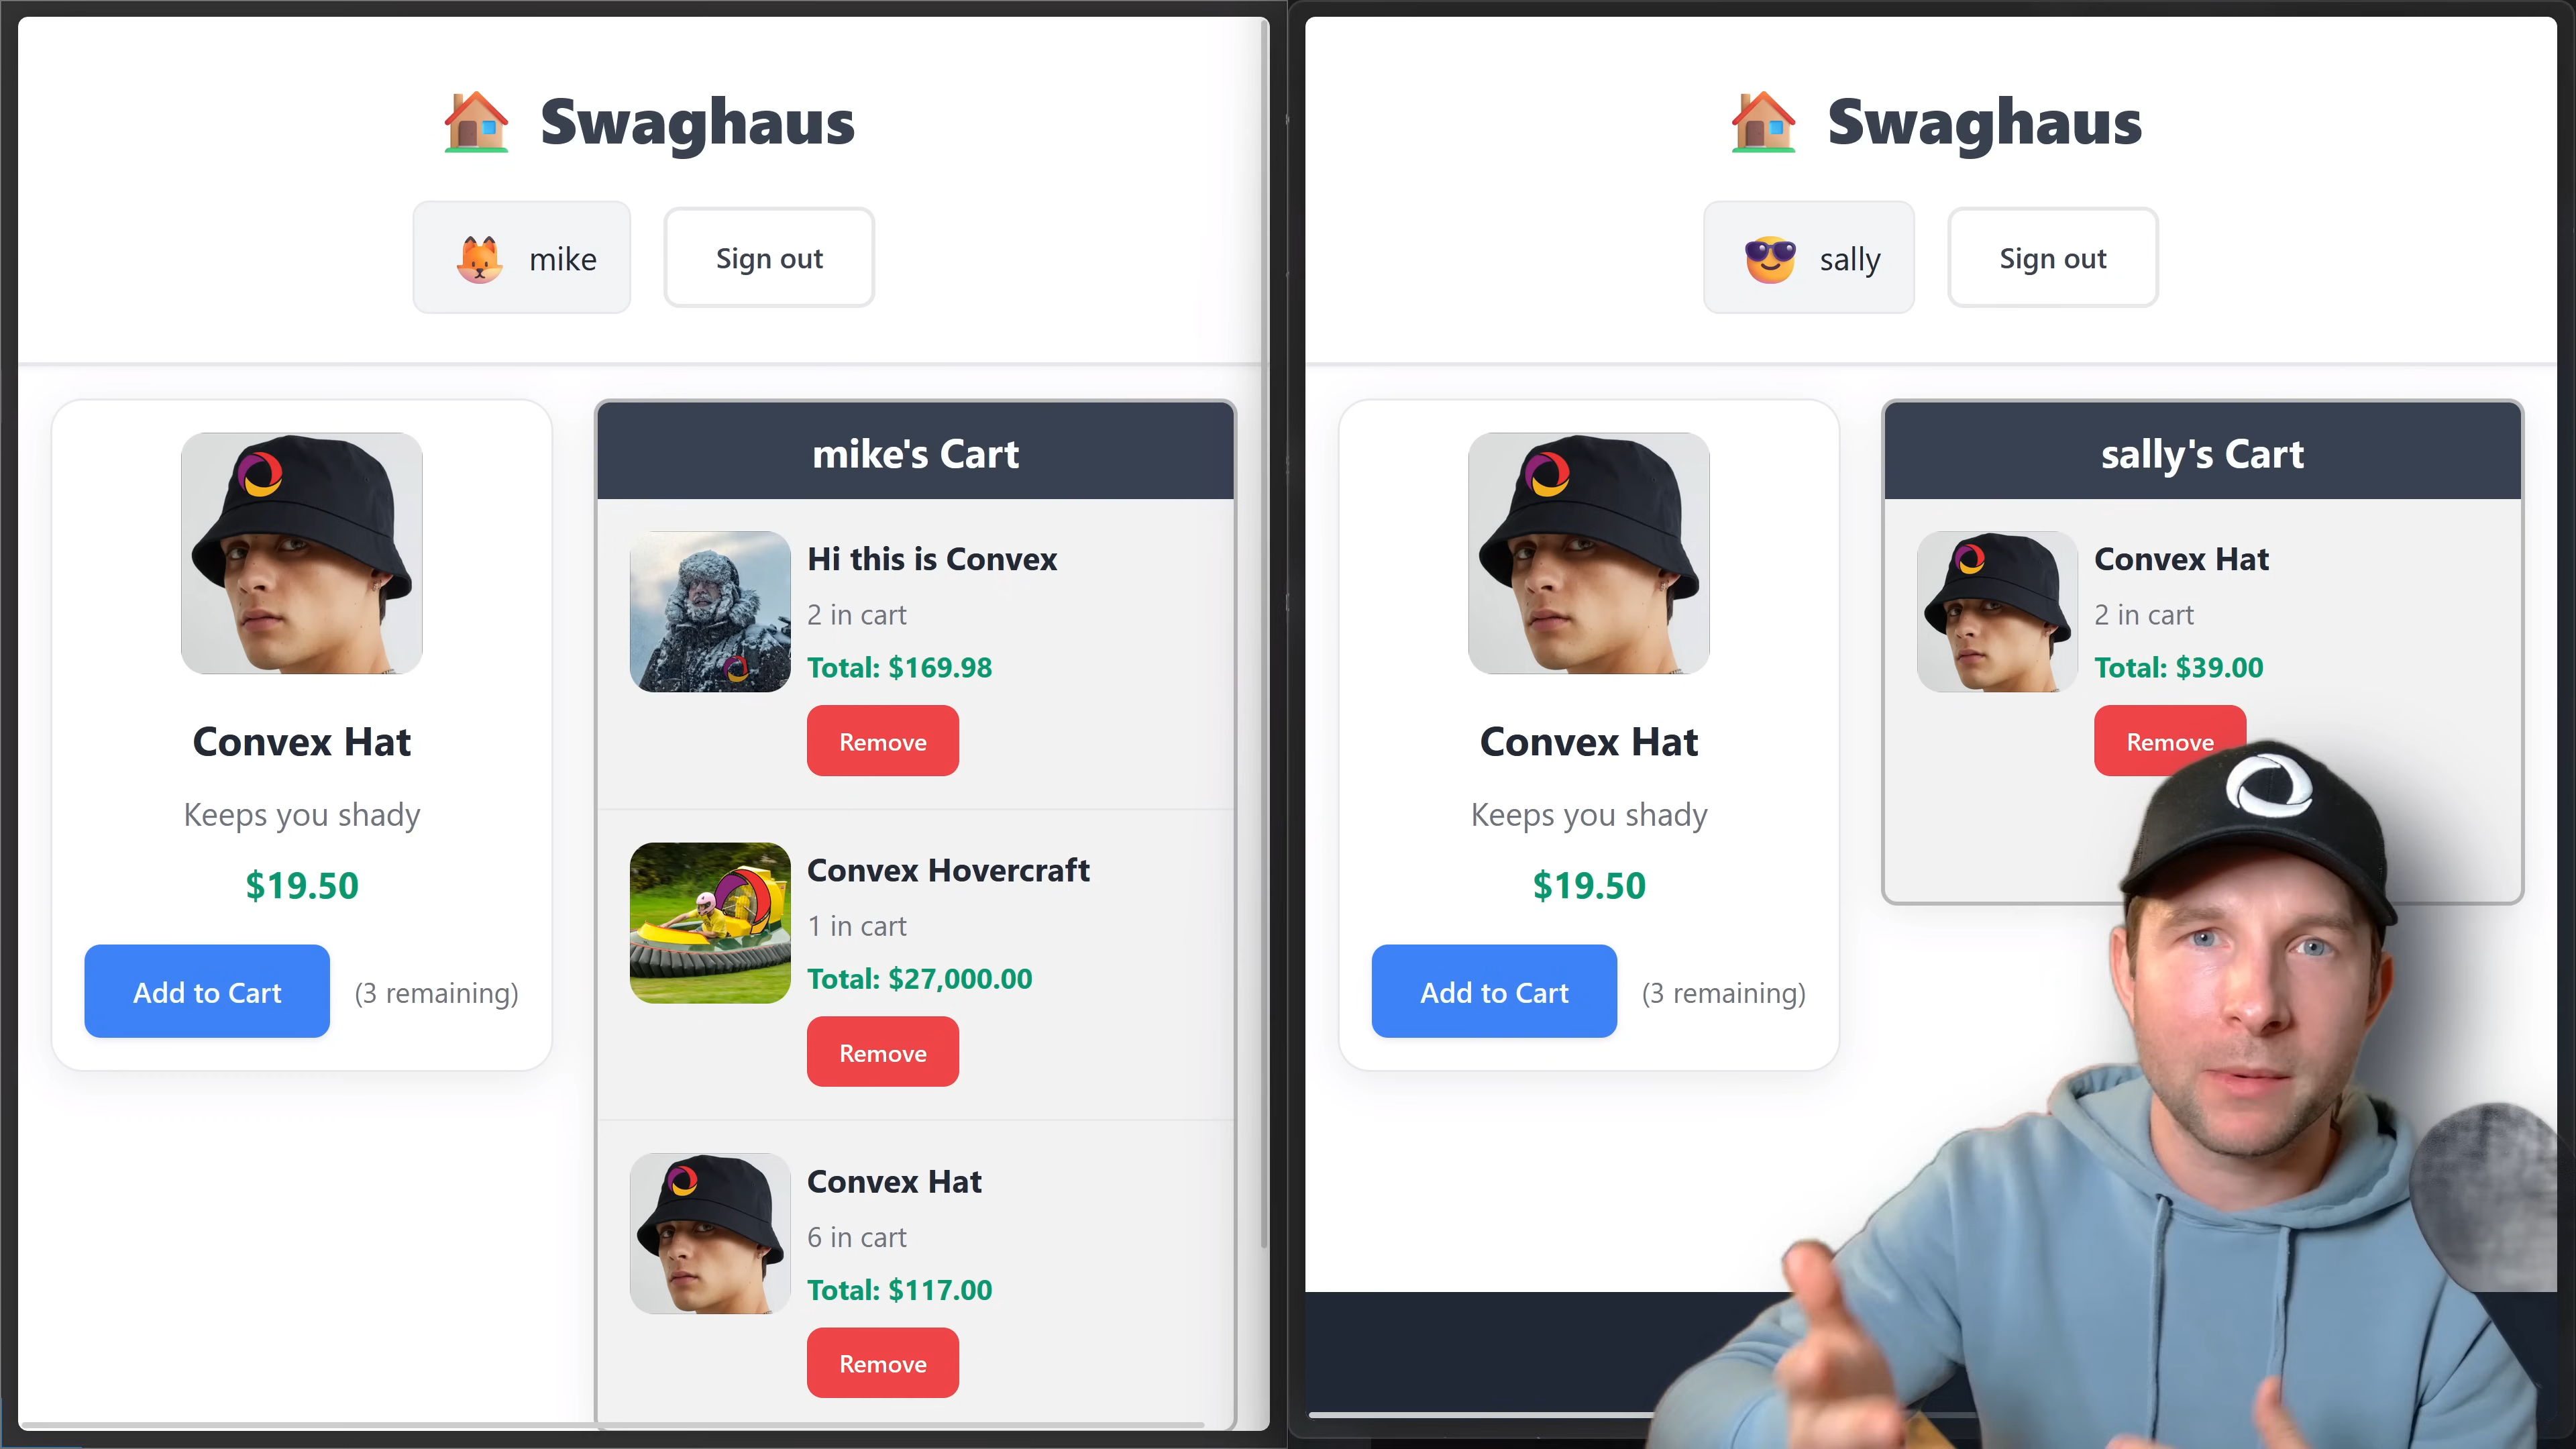 Swaghaus
mike
Sign out
Convex Hat
Keeps you shady
$19.50
Add to Cart
(3 remaining)
mike's Cart
Hi this is Convex
2 in cart
Total: $169.98
Remove
Convex Hovercraft
1 in cart
Total: $27,000.00
Remove
Convex Hat
6 in cart
Total: $117.00
Remove
Swaghaus
sally
Sign out
Convex Hat
Keeps you shady
$19.50
Add to Cart
(3 remaining)
sally's Cart
Convex Hat
2 in cart
Total: $39.00
Remove